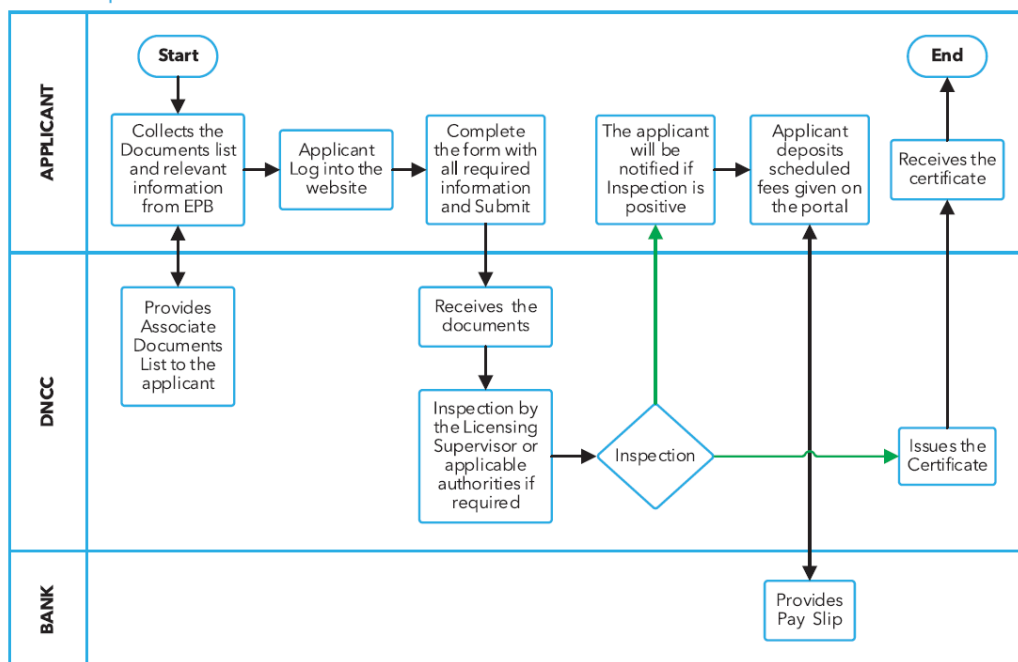 APPLICANT
Start
End
Collects the
Documents list
and relevant
information
from EPB
Applicant
Log into the
website
Complete
the form with
all required
information
and Submit
The applicant
will be
notified if
Inspection is
positive
Applicant
deposits
scheduled
fees given on
the portal
Receives the
certificate
DNCC
Provides
Associate
Documents
List to the
applicant
Receives the
documents
Inspection by
the Licensing
Supervisor or
applicable
authorities if
required
Inspection
Issues the
Certificate
BANK
Provides
Pay Slip